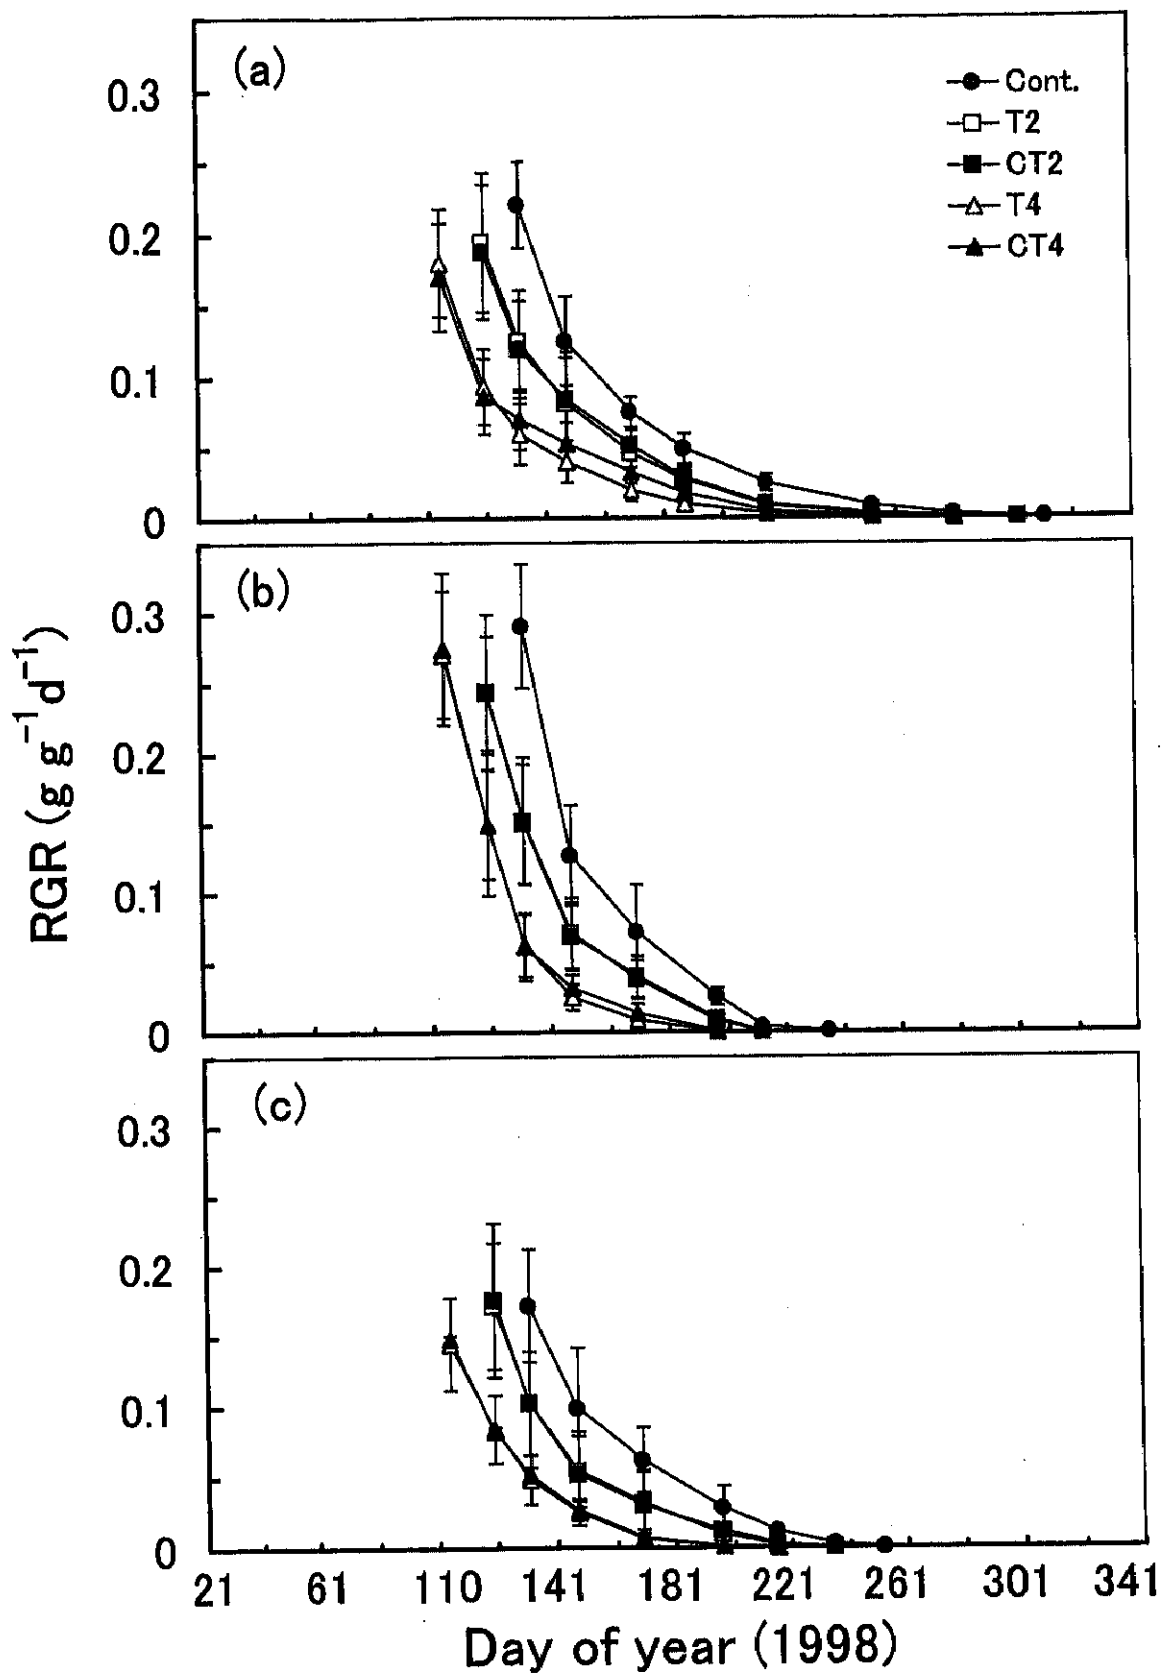 (a)
Cont.
T2
CT2
T4
CT4
0.3
0.2
0.1
0
(b)
0.3
0.2
0.1
0
RGR (g g⁻¹ d⁻¹)
(c)
0.3
0.2
0.1
0
21 61 110 141 181 221 261 301 341
Day of year (1998)